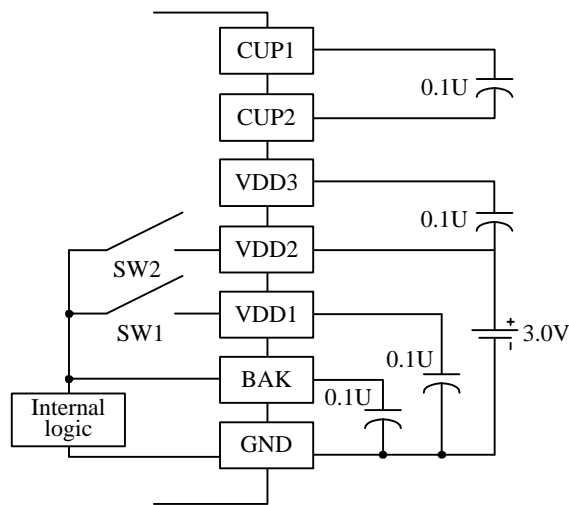 CUP1
0.1U
CUP2
VDD3
0.1U
VDD2
SW2
VDD1
SW1
+
3.0V
-
0.1U
BAK
0.1U
Internal
logic
GND